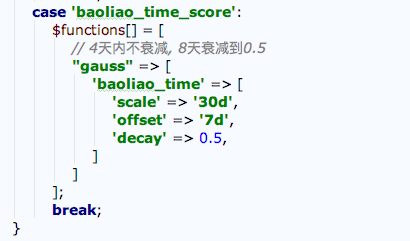 case 'baoliao_time_score':
$functions[] = [
// 4天内不衰减, 8天衰减到0.5
"gauss" => [
'baoliao_time' => [
'scale' => '30d',
'offset' => '7d',
'decay' => 0.5,
]
]
];
break;
}